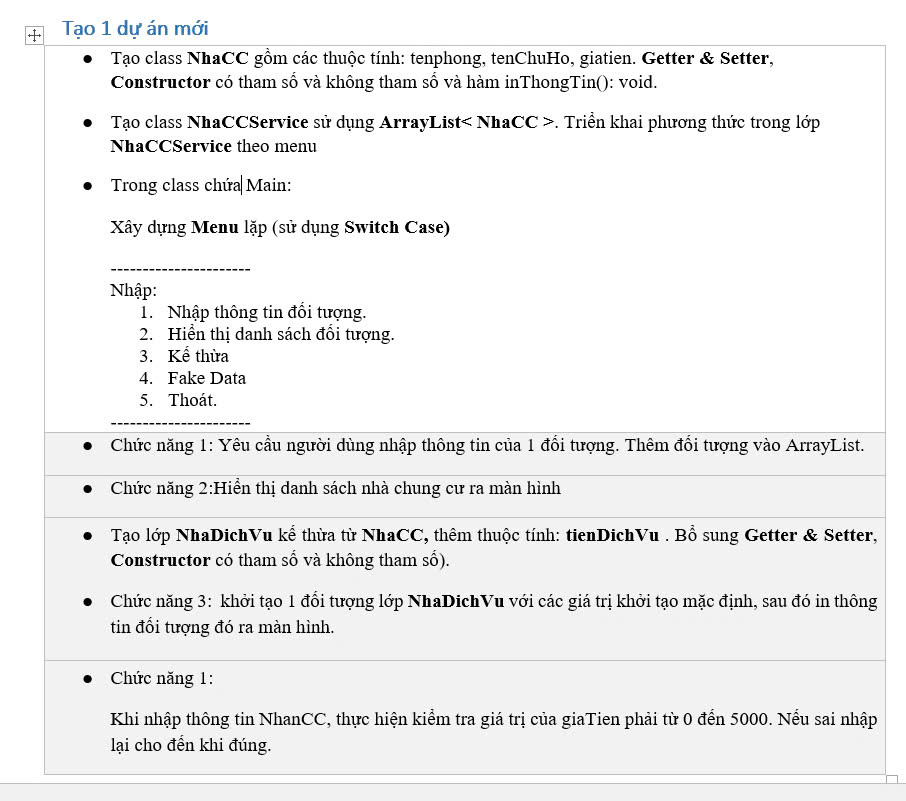 Tạo 1 dự án mới
● Tạo class NhaCC gồm các thuộc tính: tenphong, tenChuHo, giatien. Getter & Setter,
Constructor có tham số và không tham số và hàm inThongTin(): void.
● Tạo class NhaCCService sử dụng ArrayList< NhaCC >. Triển khai phương thức trong lớp
NhaCCService theo menu
● Trong class chứa Main:
Xây dựng Menu lặp (sử dụng Switch Case)
----------------------
Nhập:
1. Nhập thông tin đối tượng.
2. Hiển thị danh sách đối tượng.
3. Kế thừa
4. Fake Data
5. Thoát.
----------------------
● Chức năng 1: Yêu cầu người dùng nhập thông tin của 1 đối tượng. Thêm đối tượng vào ArrayList.
● Chức năng 2:Hiển thị danh sách nhà chung cư ra màn hình
● Tạo lớp NhaDichVu kế thừa từ NhaCC, thêm thuộc tính: tienDichVu . Bổ sung Getter & Setter,
Constructor có tham số và không tham số).
● Chức năng 3: khởi tạo 1 đối tượng lớp NhaDichVu với các giá trị khởi tạo mặc định, sau đó in thông
tin đối tượng đó ra màn hình.
● Chức năng 1:
Khi nhập thông tin NhanCC, thực hiện kiểm tra giá trị của giaTien phải từ 0 đến 5000. Nếu sai nhập
lại cho đến khi đúng.